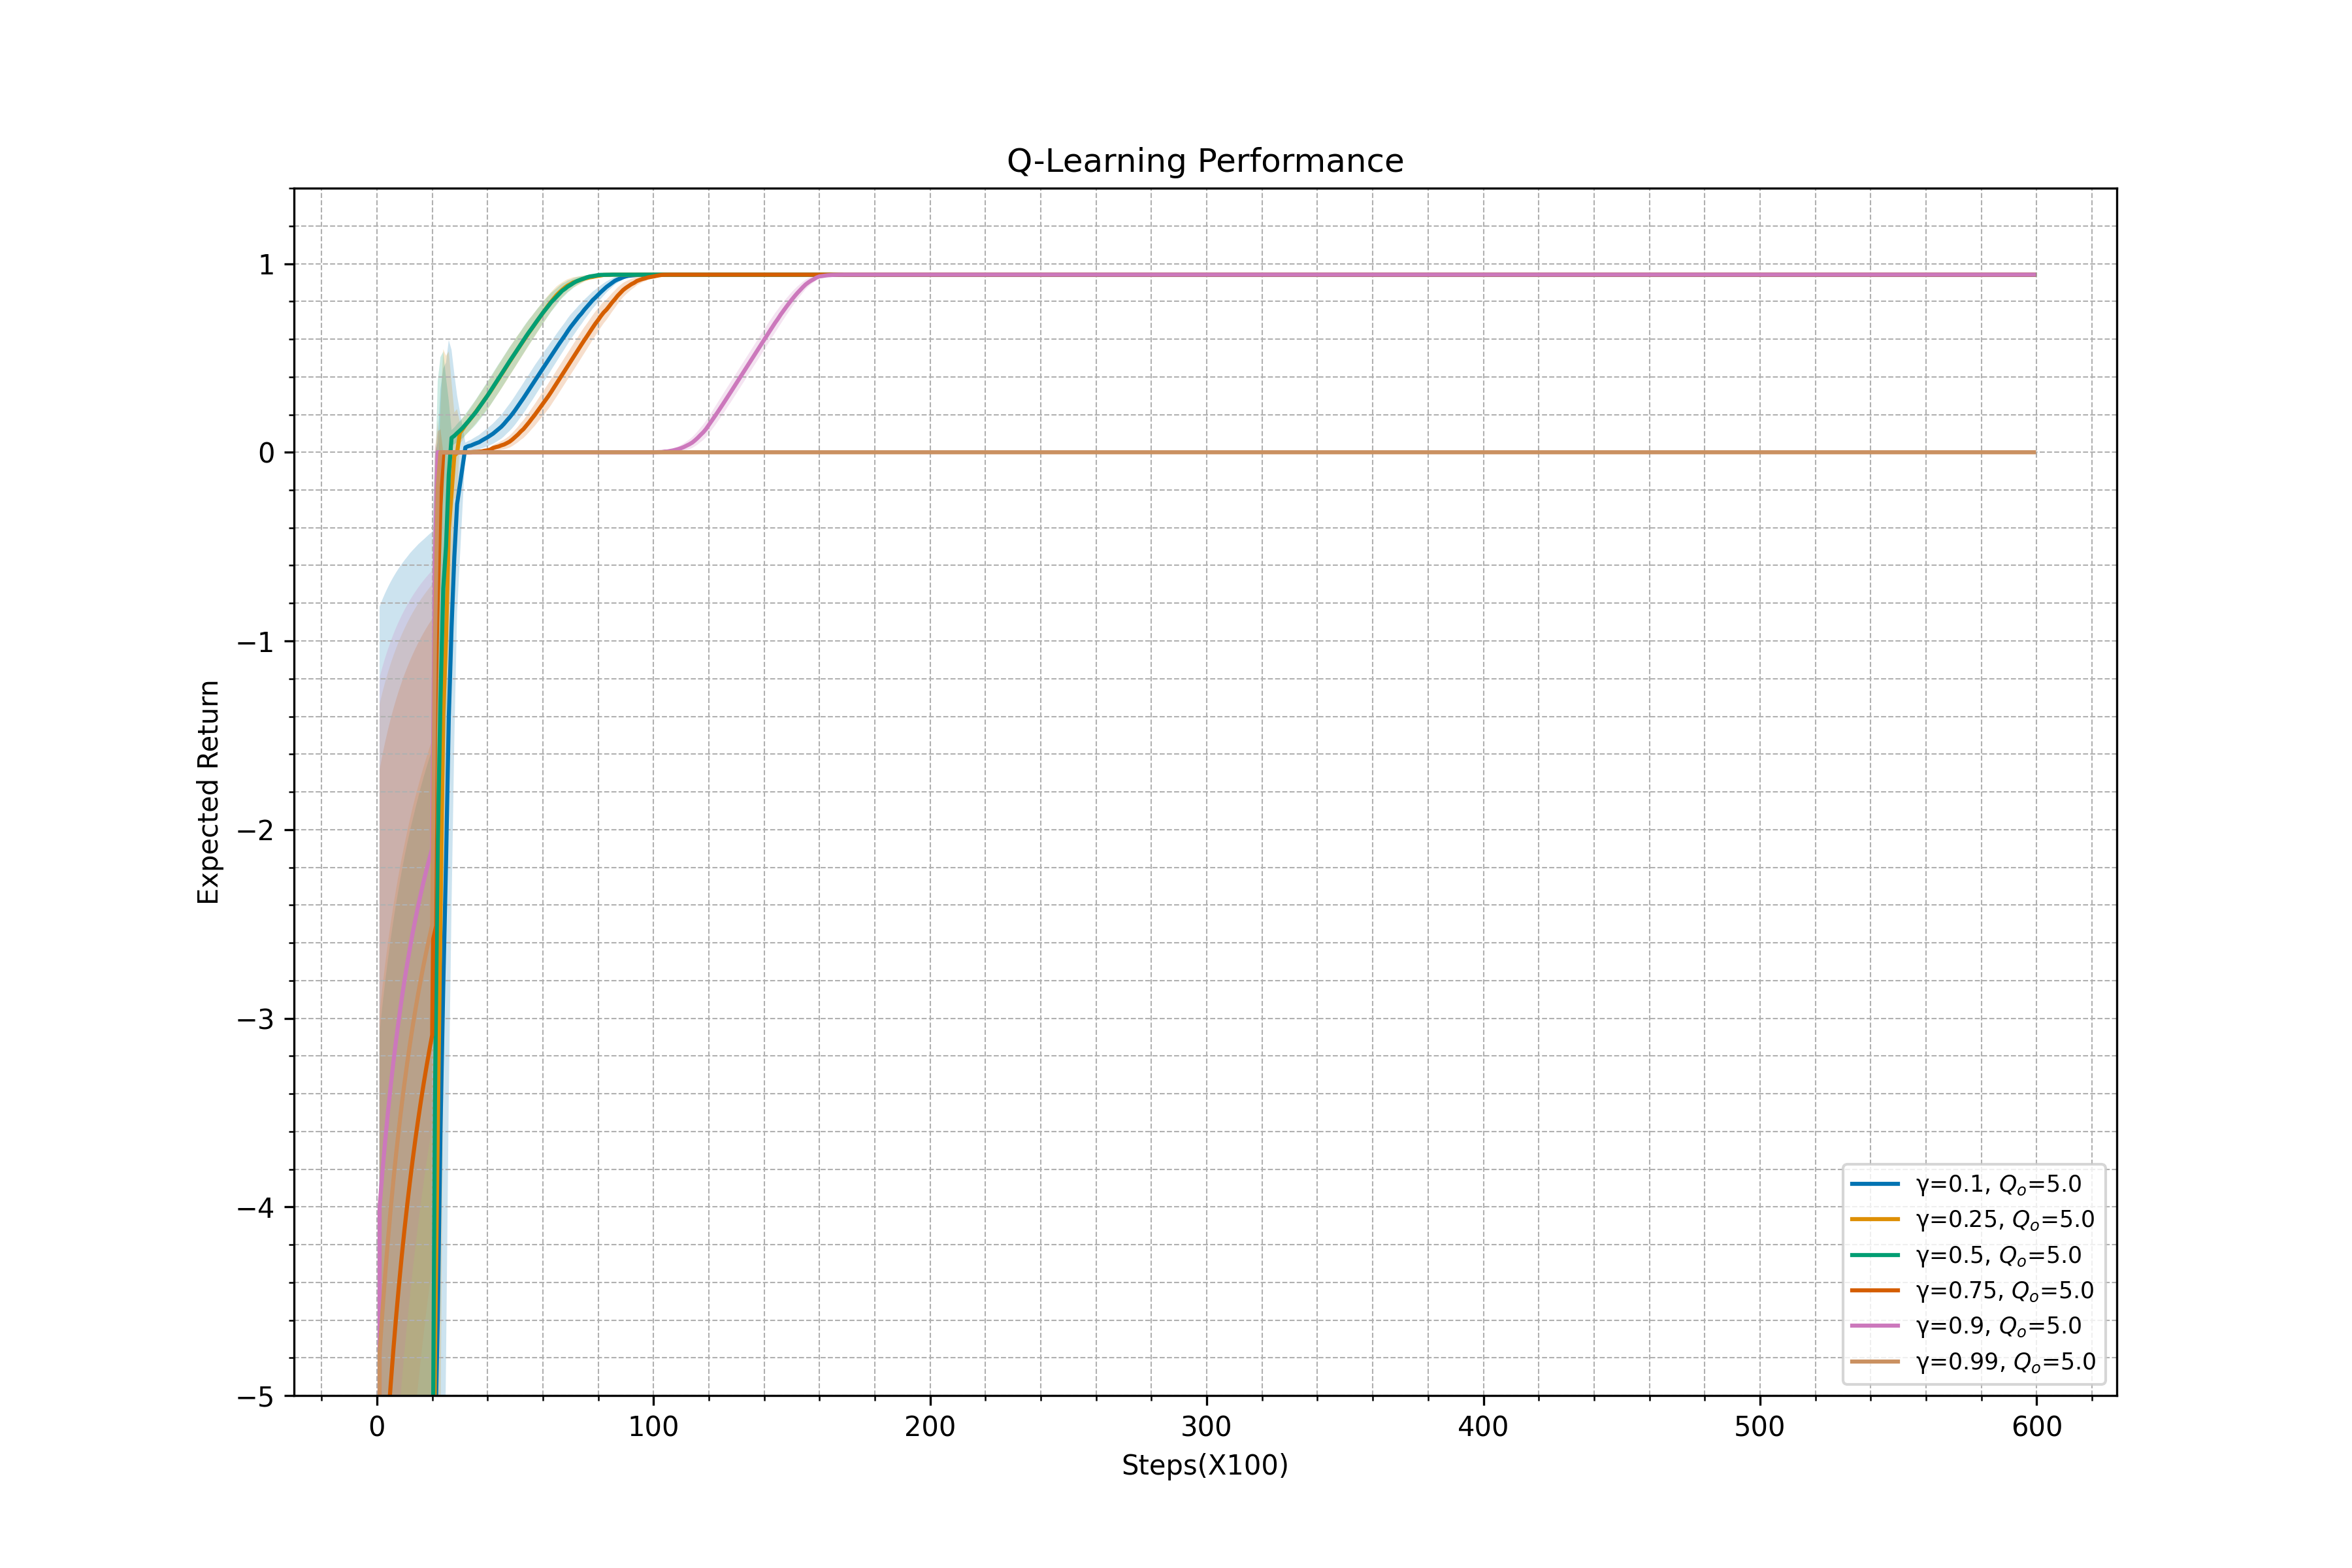 Q-Learning Performance
1
0
−1
−2
−3
−4
−5
Expected Return
0 100 200 300 400 500 600
Steps(X100)
γ=0.1, Qₒ=5.0
γ=0.25, Qₒ=5.0
γ=0.5, Qₒ=5.0
γ=0.75, Qₒ=5.0
γ=0.9, Qₒ=5.0
γ=0.99, Qₒ=5.0